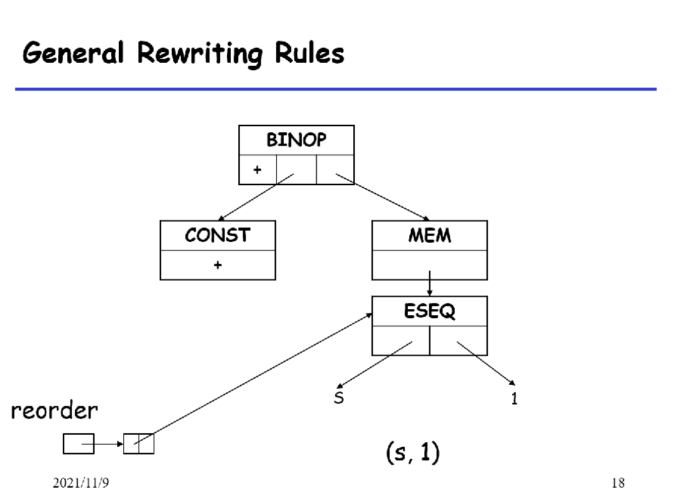 General Rewriting Rules
BINOP
+
CONST
MEM
+
ESEQ
S
1
reorder
(s, 1)
2021/11/9
18